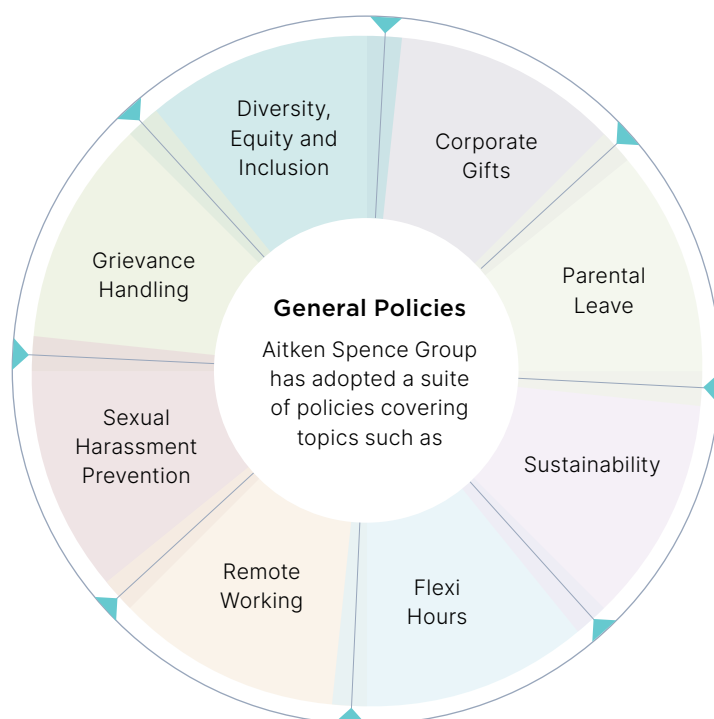 General Policies
Aitken Spence Group
has adopted a suite
of policies covering
topics such as
Corporate
Gifts
Parental
Leave
Sustainability
Flexi
Hours
Remote
Working
Sexual
Harassment
Prevention
Grievance
Handling
Diversity,
Equity and
Inclusion